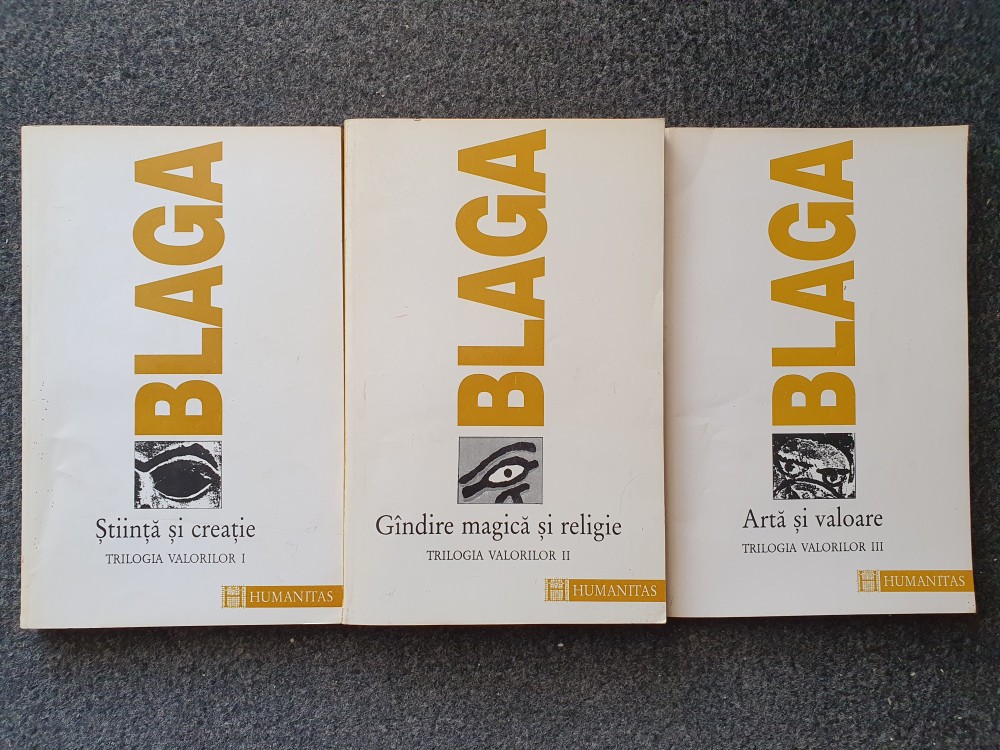 BLAGA
Știință și creație
TRILOGIA VALORILOR I
HUMANITAS
BLAGA
Gîndire magică și religie
TRILOGIA VALORILOR II
HUMANITAS
BLAGA
Artă și valoare
TRILOGIA VALORILOR III
HUMANITAS